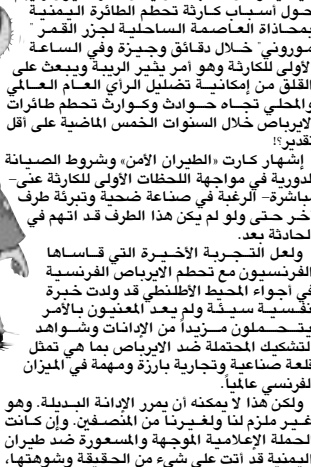 حول أسباب كارثة تحطم الطائرة اليمنية
بمحاذاة العاصمة الساحلية لجزر القمر "
موروني" خلال دقائق وجيزة وفي الساعة
الأولى للكارثة وهو أمر يثير الريبة ويبعث على
القلق من إمكانية تضليل الرأي العام العالمي
والمحلي تجاه حوادث وكوارث تحطم طائرات
الايرباص خلال السنوات الخمس الماضية على أقل
تقدير؟!
إشهار كارت «الطيران الآمن» وشروط الصيانة
الدورية في مواجهة اللحظات الأولى للكارثة عنى–
مباشرة– الرغبة في صناعة ضحية وتبرئة طرف
آخر حتى ولو لم يكن هذا الطرف قد اتهم في
الحادثة بعد.
ولعل التجربة الأخيرة التي قاساها
الفرنسيون مع تحطم الايرباص الفرنسية
في أجواء المحيط الأطلنطي قد ولدت خبرة
نفسية سيئة ولم يعد المعنيون بالأمر
يتحملون مزيداً من الإدانات وشواهد
التشكيك المحتملة ضد الايرباص بما هي تمثل
قلعة صناعية وتجارية بارزة ومهمة في الميزان
الفرنسي عالمياً.
ولكن هذا لا يمكنه أن يمرر الإدانة البديلة. وهو
غير ملزم لنا ولغيرنا من المنصفين. وإن كانت
الحملة الإعلامية الموجهة والمسعورة ضد طيران
اليمنية قد أتت على شيء من الحقيقة وشوهتها،